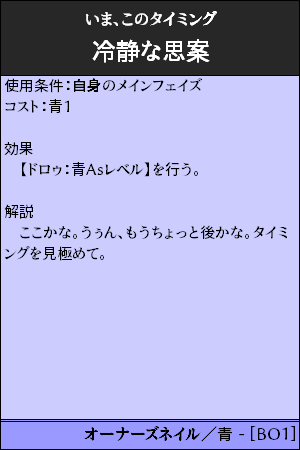 いま、このタイミング
冷静な思案
使用条件：自身のメインフェイズ
コスト：青1
効果
【ドロゥ：青Asレベル】を行う。
解説
ここかな。うぅん、もうちょっと後かな。タイミ
ングを見極めて。
オーナーズネイル／青 - [BO1]